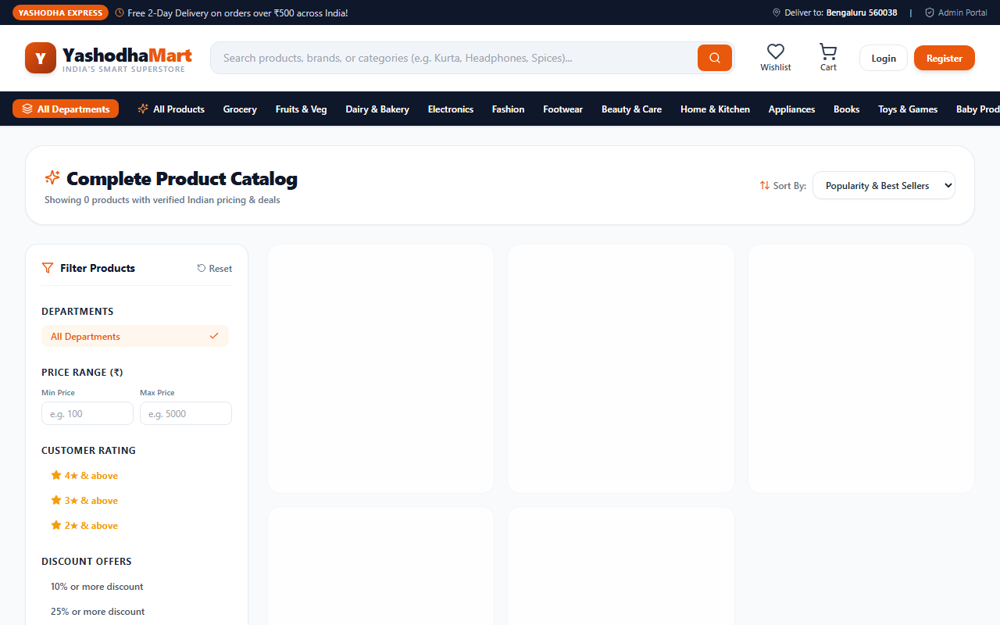 YASHODHA EXPRESS Free 2-Day Delivery on orders over ₹500 across India! Deliver to: Bengaluru 560038 | Admin Portal
Y YashodhaMart
INDIA'S SMART SUPERSTORE
Search products, brands, or categories (e.g. Kurta, Headphones, Spices)...
Wishlist Cart Login Register
All Departments All Products Grocery Fruits & Veg Dairy & Bakery Electronics Fashion Footwear Beauty & Care Home & Kitchen Appliances Books Toys & Games Baby Prod
Complete Product Catalog
Showing 0 products with verified Indian pricing & deals
Sort By: Popularity & Best Sellers
Filter Products Reset
DEPARTMENTS
All Departments
PRICE RANGE (₹)
Min Price Max Price
e.g. 100 e.g. 5000
CUSTOMER RATING
4★ & above
3★ & above
2★ & above
DISCOUNT OFFERS
10% or more discount
25% or more discount